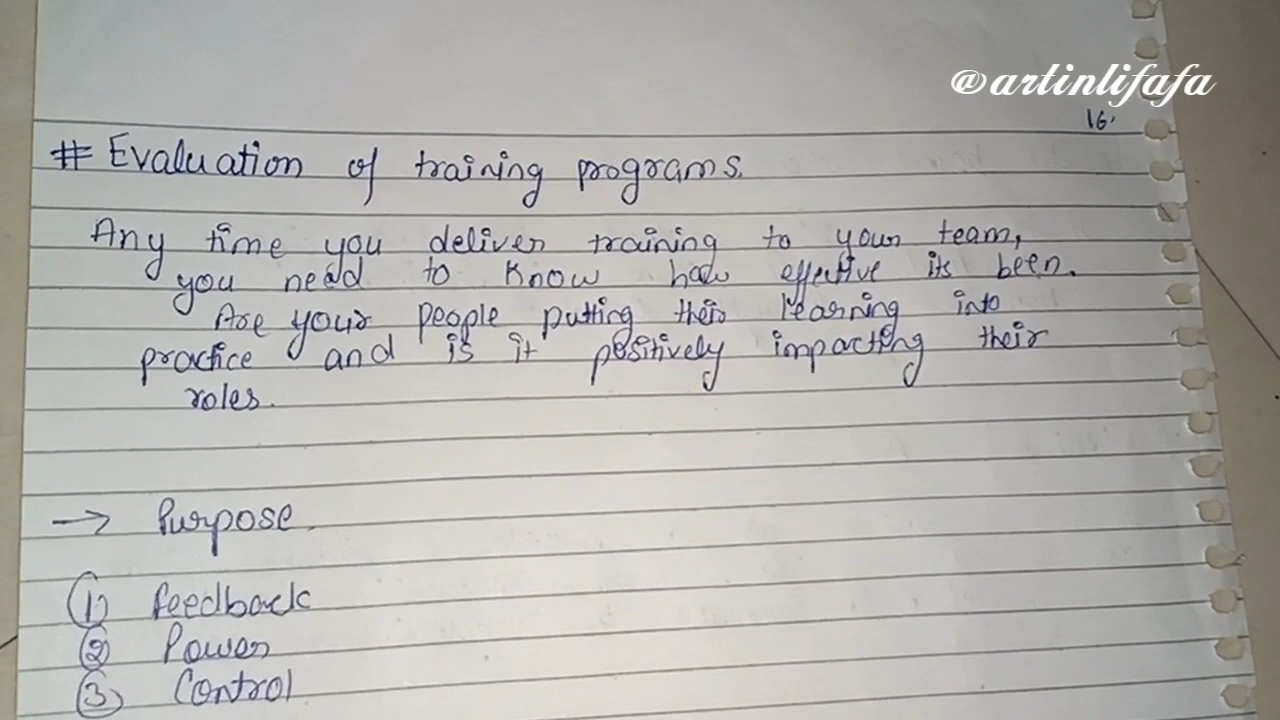 @artinlifafa
16.
# Evaluation of training programs.
Any time you deliver training to your team,
you need to know how effective its been.
Are your people putting their learning into
practice and is it positively impacting their
roles.
→ Purpose.
① feedback
② Power
③ Control